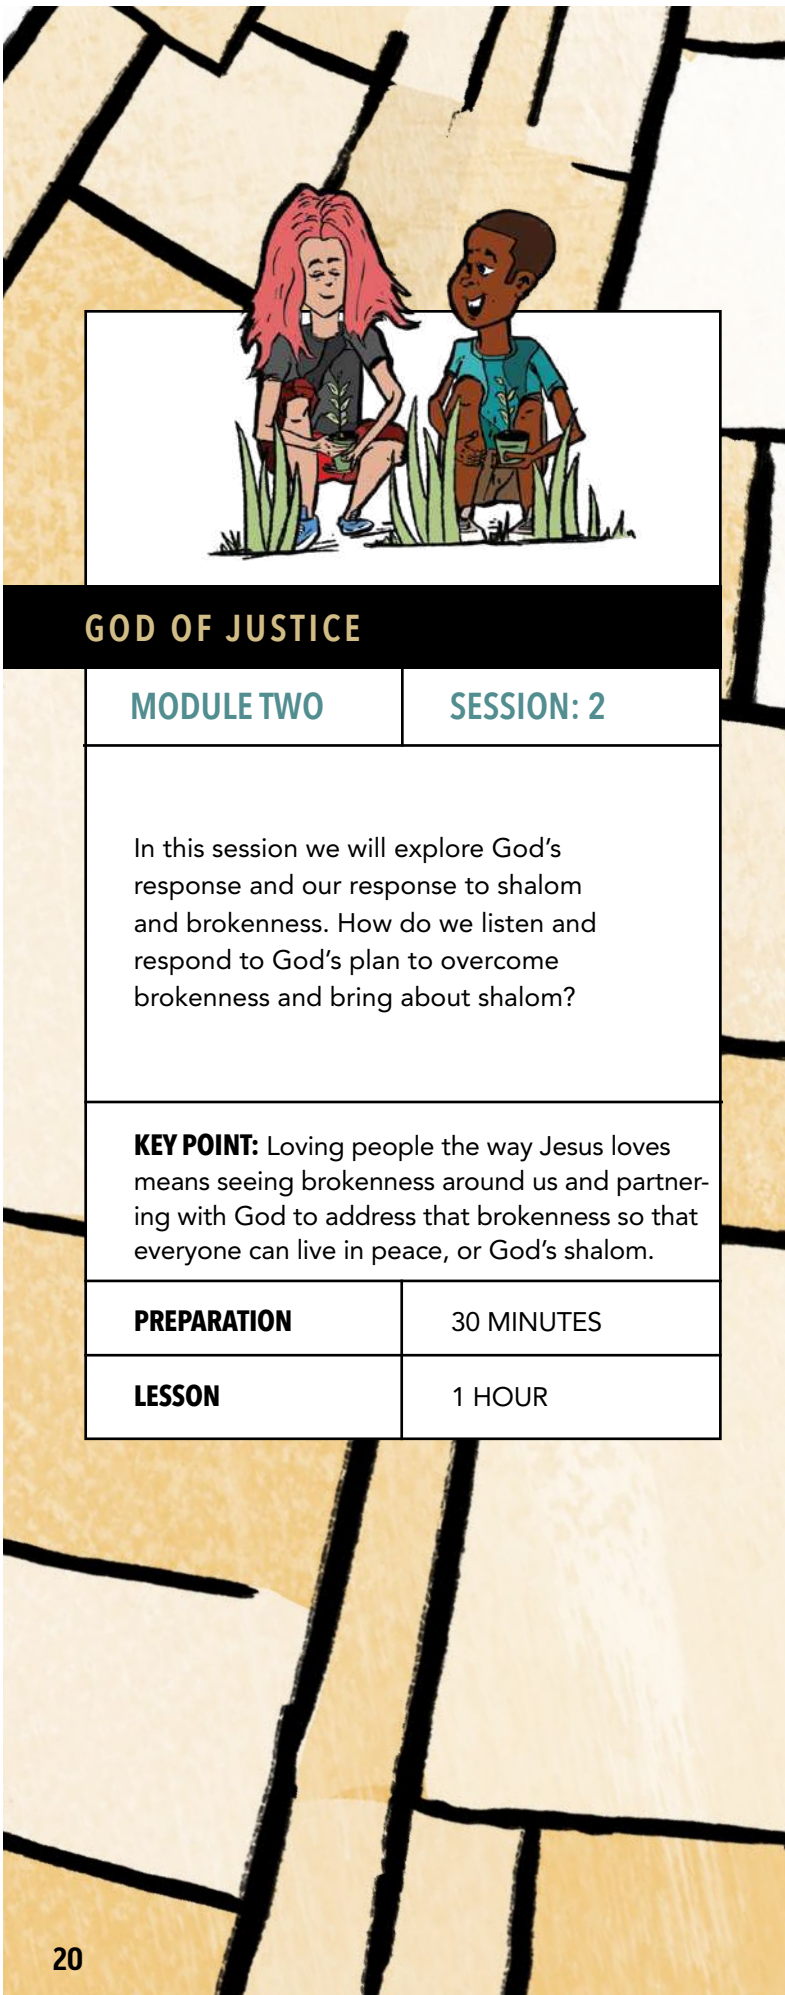 GOD OF JUSTICE
MODULE TWO
SESSION: 2
In this session we will explore God’s
response and our response to shalom
and brokenness. How do we listen and
respond to God’s plan to overcome
brokenness and bring about shalom?
KEY POINT: Loving people the way Jesus loves
means seeing brokenness around us and partner-
ing with God to address that brokenness so that
everyone can live in peace, or God’s shalom.
PREPARATION
30 MINUTES
LESSON
1 HOUR
20